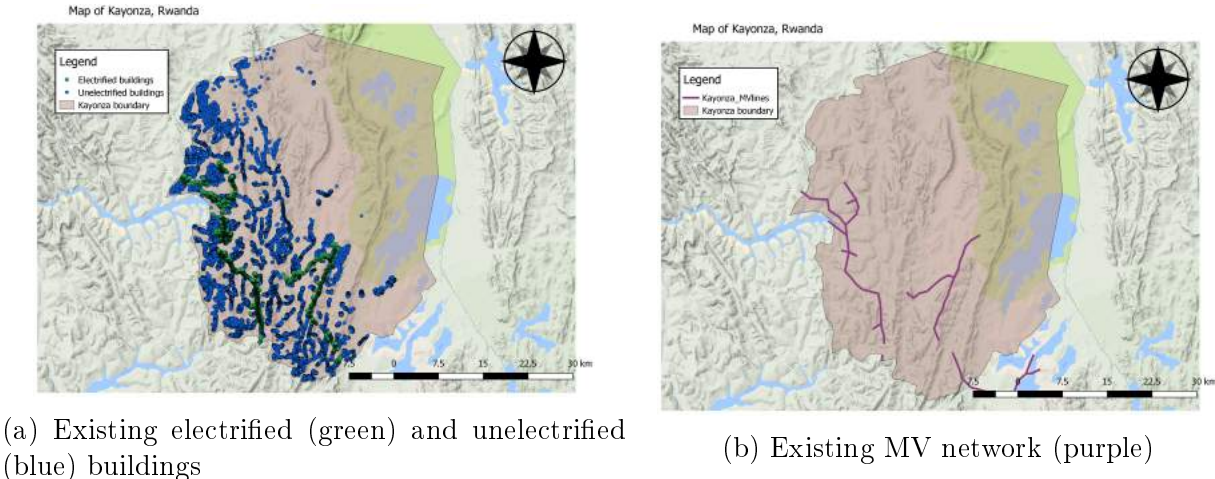 Map of Kayonza, Rwanda
Legend
Electrified buildings
Unelectrified buildings
Kayonza boundary
7.5 0 7.5 15 22.5 30 km
(a) Existing electrified (green) and unelectrified
(blue) buildings
Map of Kayonza, Rwanda
Legend
Kayonza_MVlines
Kayonza boundary
7.5 0 7.5 15 22.5 30 km
(b) Existing MV network (purple)